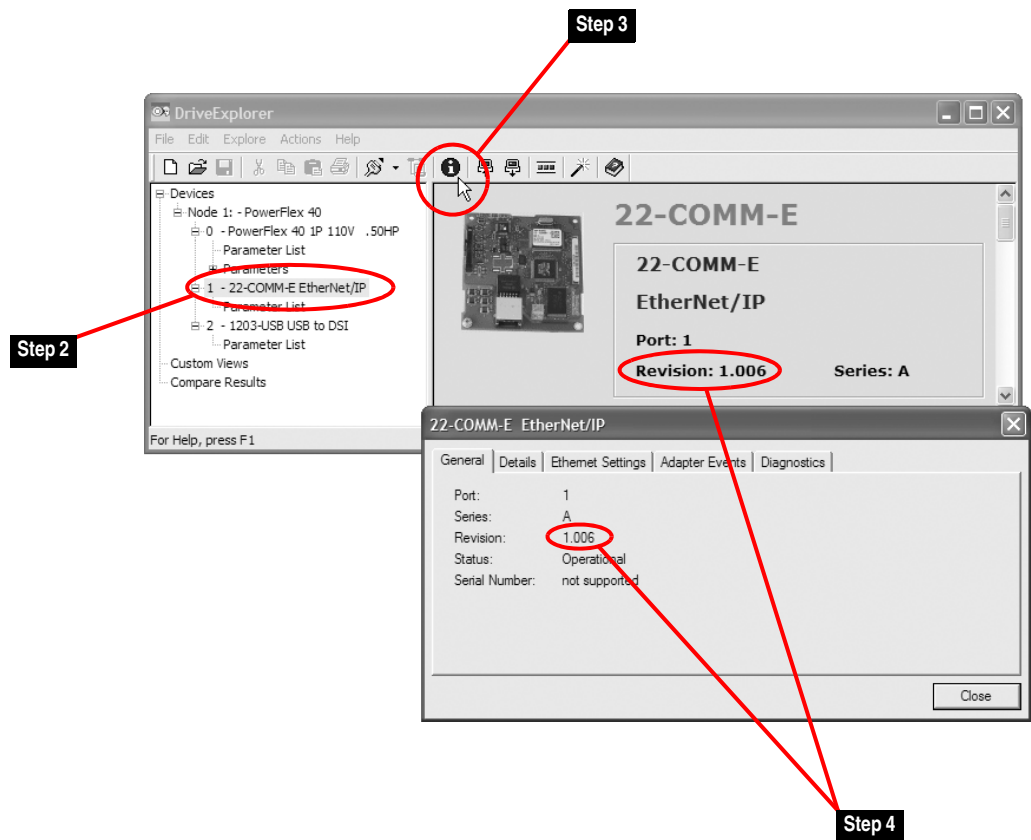 Step 3
DriveExplorer
File Edit Explore Actions Help
Devices
Node 1: - PowerFlex 40
0 - PowerFlex 40 1P 110V .50HP
Parameter List
Parameters
1 - 22-COMM-E EtherNet/IP
Parameter List
2 - 1203-USB USB to DSI
Parameter List
Custom Views
Compare Results
For Help, press F1
22-COMM-E
22-COMM-E
EtherNet/IP
Port: 1
Revision: 1.006 Series: A
Step 2
22-COMM-E EtherNet/IP
General Details Ethernet Settings Adapter Events Diagnostics
Port: 1
Series: A
Revision: 1.006
Status: Operational
Serial Number: not supported
Close
Step 4